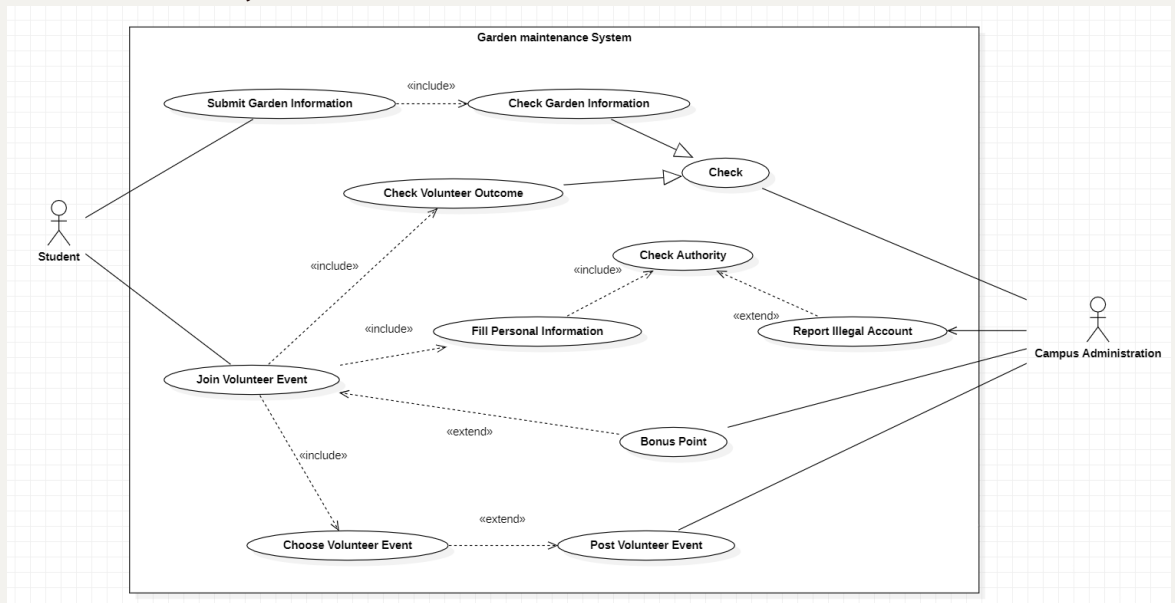 Garden maintenance System
«include»
Submit Garden Information
Check Garden Information
Check
Check Volunteer Outcome
Student
Check Authority
«include»
«include»
«extend»
Fill Personal Information
Report Illegal Account
«include»
Campus Administration
Join Volunteer Event
«extend»
Bonus Point
«include»
«extend»
Choose Volunteer Event
Post Volunteer Event